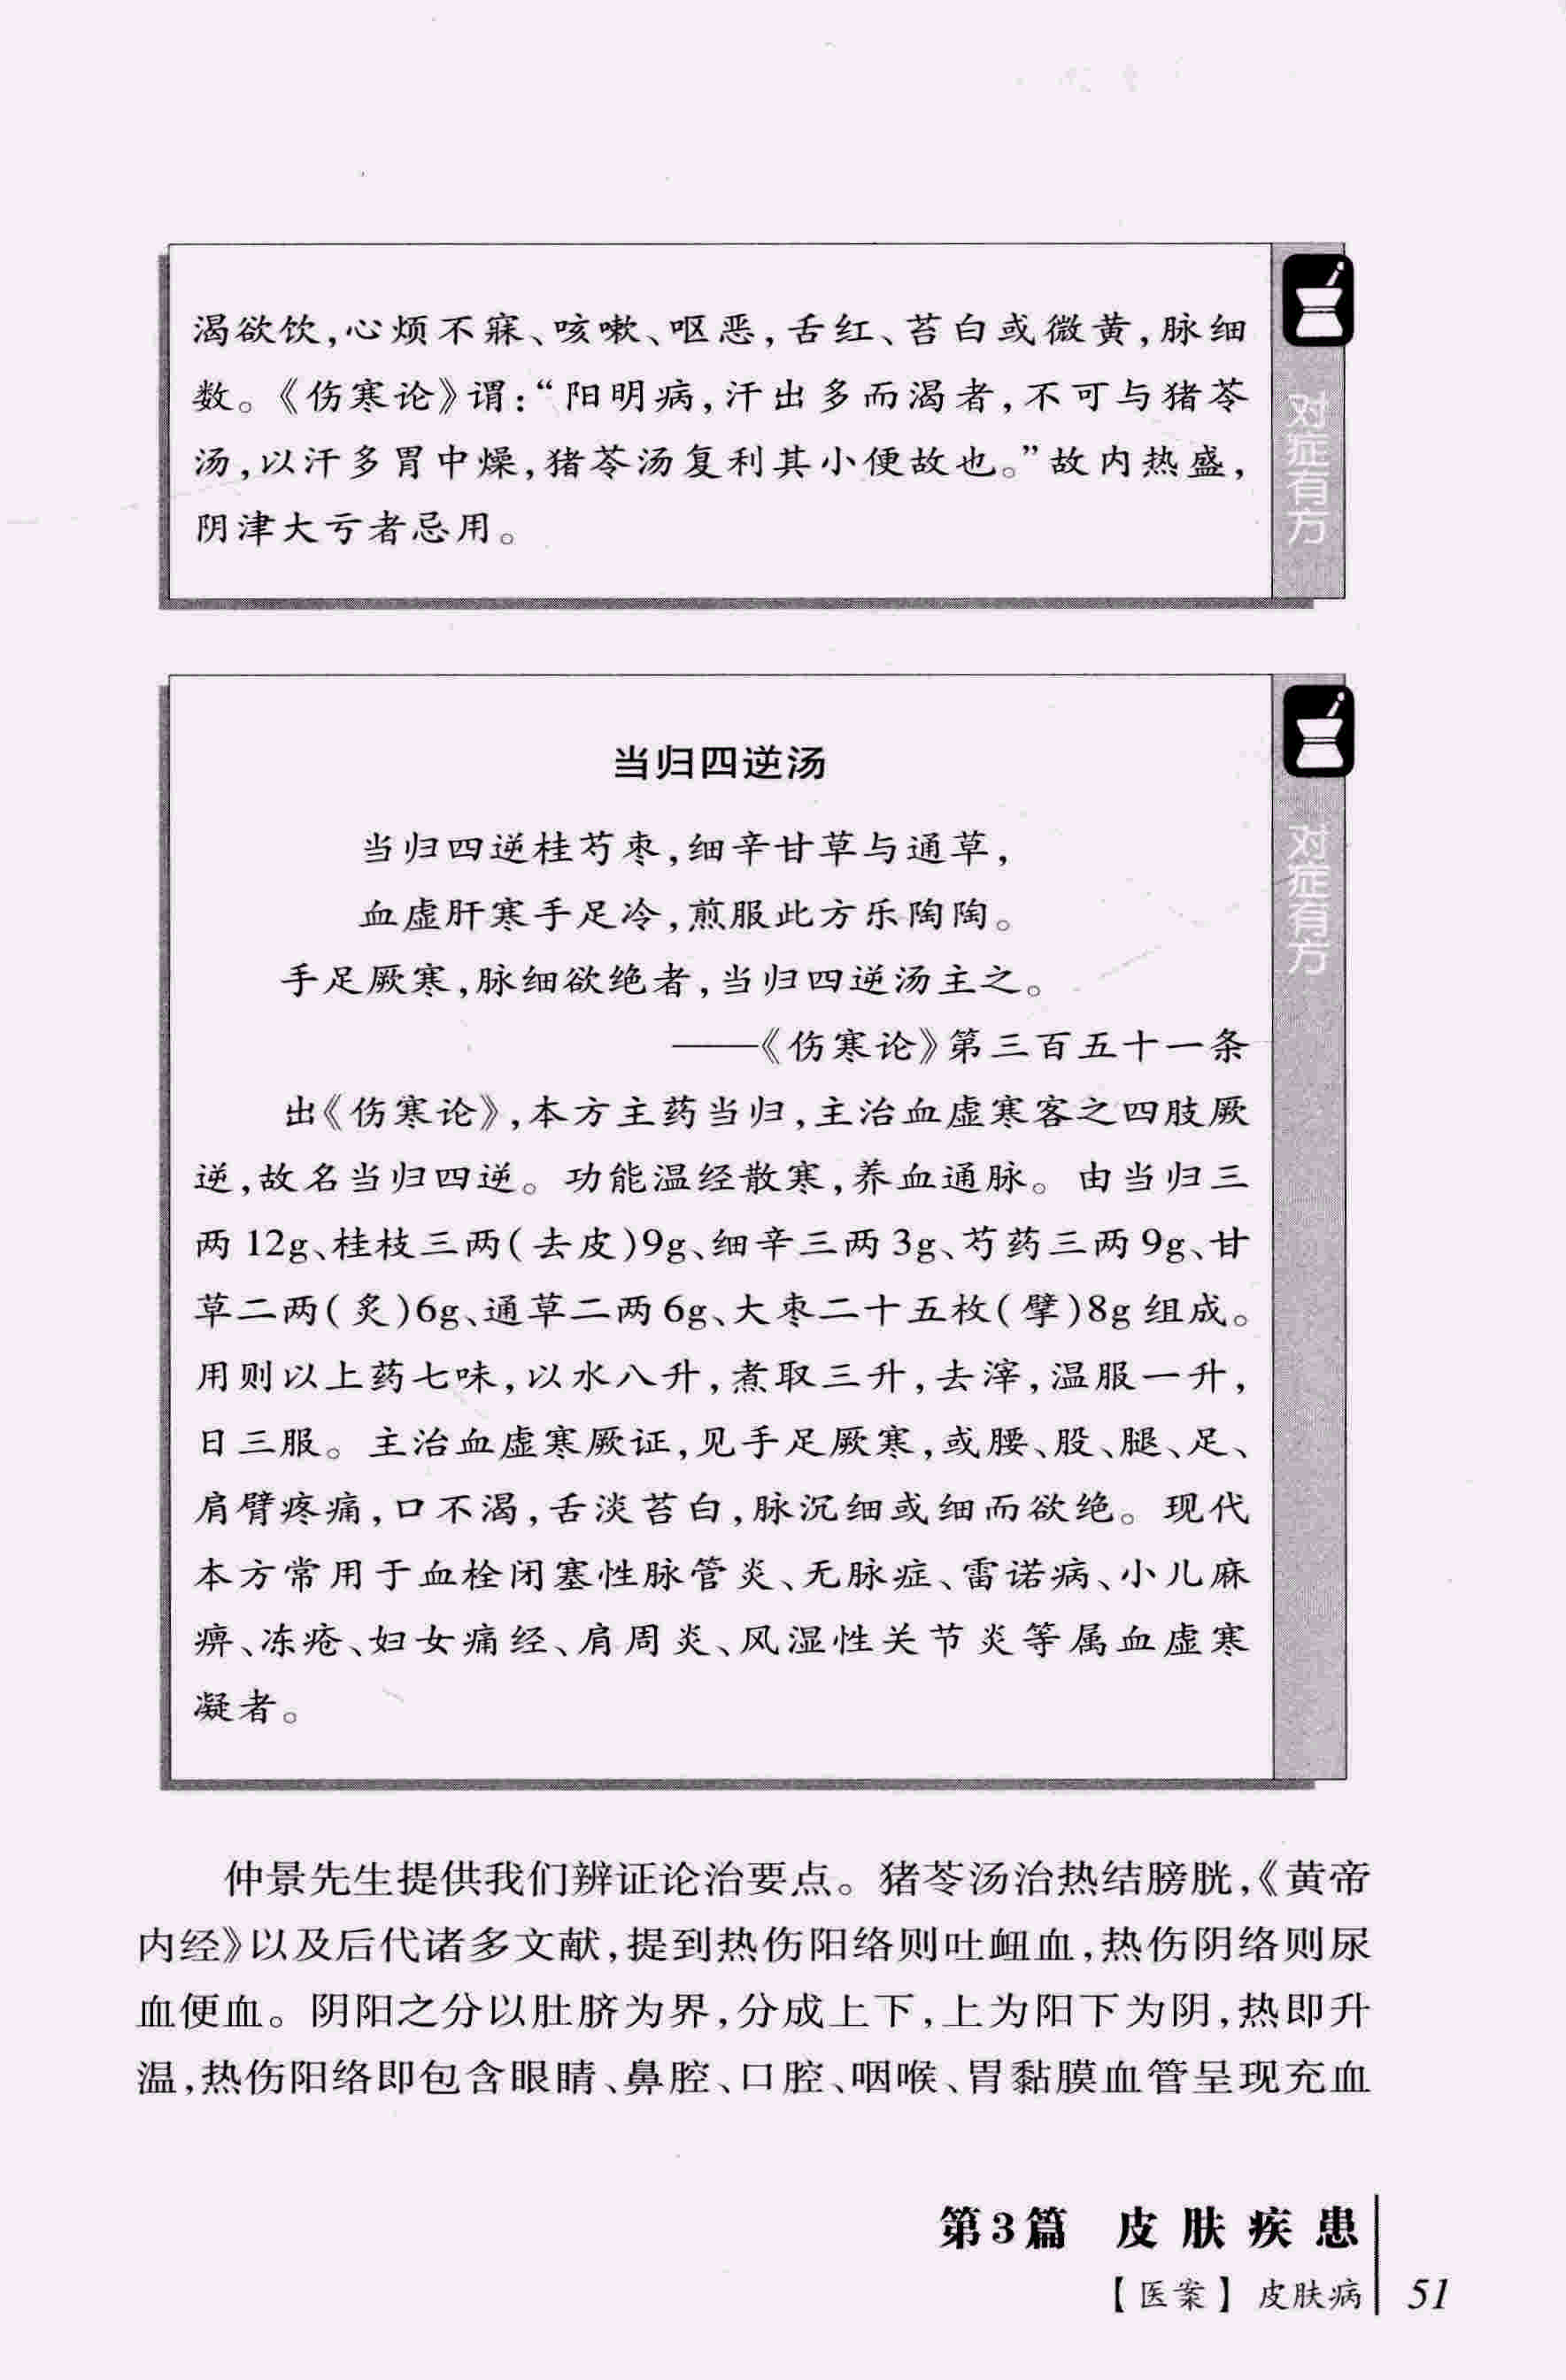 渴欲饮,心烦不寐、咳嗽、呕恶,舌红、苔白或微黄,脉细
数。《伤寒论》谓:“阳明病,汗出多而渴者,不可与猪苓
汤,以汗多胃中燥,猪苓汤复利其小便故也。”故内热盛,
阴津大亏者忌用。
对症有方
当归四逆汤
当归四逆桂芍枣,细辛甘草与通草,
血虚肝寒手足冷,煎服此方乐陶陶。
手足厥寒,脉细欲绝者,当归四逆汤主之。
——《伤寒论》第三百五十一条
出《伤寒论》,本方主药当归,主治血虚寒客之四肢厥
逆,故名当归四逆。功能温经散寒,养血通脉。由当归三
两12g、桂枝三两(去皮)9g、细辛三两3g、芍药三两9g、甘
草二两(炙)6g、通草二两6g、大枣二十五枚(擘)8g组成。
用则以上药七味,以水八升,煮取三升,去滓,温服一升,
日三服。主治血虚寒厥证,见手足厥寒,或腰、股、腿、足、
肩臂疼痛,口不渴,舌淡苔白,脉沉细或细而欲绝。现代
本方常用于血栓闭塞性脉管炎、无脉症、雷诺病、小儿麻
痹、冻疮、妇女痛经、肩周炎、风湿性关节炎等属血虚寒
凝者。
对症有方
仲景先生提供我们辨证论治要点。猪苓汤治热结膀胱,《黄帝
内经》以及后代诸多文献,提到热伤阳络则吐衄血,热伤阴络则尿
血便血。阴阳之分以肚脐为界,分成上下,上为阳下为阴,热即升
温,热伤阳络即包含眼睛、鼻腔、口腔、咽喉、胃黏膜血管呈现充血
第3篇 皮肤疾患
【医案】皮肤病
51